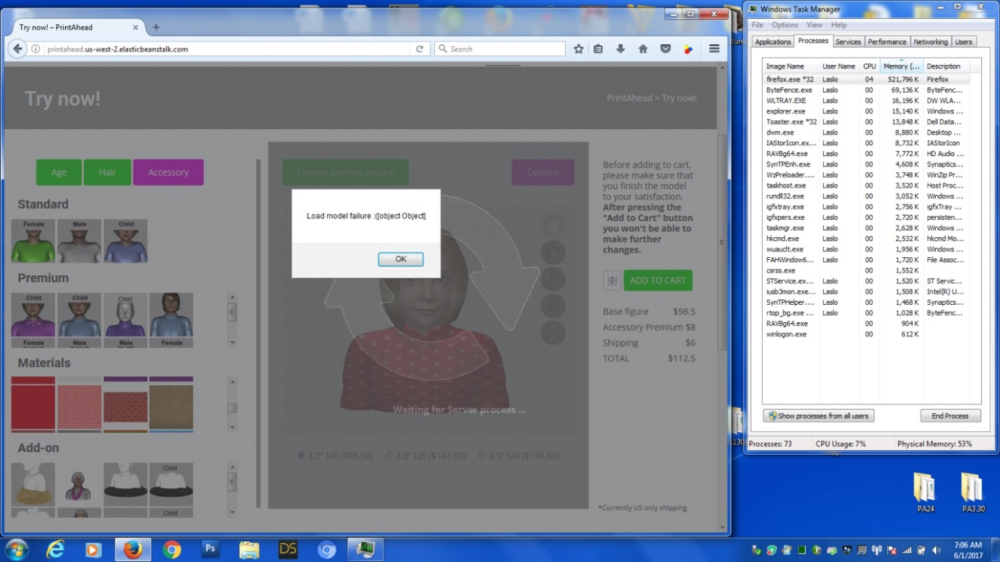 Try now! – PrintAhead
printahead.us-west-2.elasticbeanstalk.com
Search
Try now!
PrintAhead > Try now!
Age
Hair
Accessory
Standard
Female
Male
Child
Premium
Child
Child
Child
Female
Male
Male
Female
Materials
Add-on
Child
Child
Choose another picture
Options
Load model failure :([object Object]
OK
Waiting for Server process ...
3.2" tall ($98.50)
3.8" tall ($142.60)
4.5" tall ($198.60)
Before adding to cart,
please make sure that
you finish the model
to your satisfaction.
After pressing the
"Add to Cart" button
you won't be able to
make further
changes.
ADD TO CART
Base figure $98.5
Accessory Premium $8
Shipping $6
TOTAL $112.5
*Currently US only shipping
Windows Task Manager
File Options View Help
Applications Processes Services Performance Networking Users
Image Name User Name CPU Memory (... Description
firefox.exe *32 Laslo 04 521,796 K Firefox
ByteFence.exe Laslo 00 69,136 K ByteFenc...
WLTRAY.EXE Laslo 00 16,196 K DW WLA...
explorer.exe Laslo 00 15,140 K Windows ...
Toaster.exe *32 Laslo 00 13,848 K Dell Data...
dwm.exe Laslo 00 8,880 K Desktop ...
IAStorIcon.ex... Laslo 00 8,732 K IAStorIcon
RAVBg64.exe Laslo 00 7,772 K HD Audio ...
SynTPEnh.exe Laslo 00 4,608 K Synaptics...
WzPreloader.... Laslo 00 3,748 K WinZip Pr...
taskhost.exe Laslo 00 3,520 K Host Proc...
rundll32.exe Laslo 00 3,052 K Windows ...
igfxtray.exe Laslo 00 2,756 K igfxTray ...
igfxpers.exe Laslo 00 2,720 K persisten...
taskmgr.exe Laslo 00 2,628 K Windows ...
hkcmd.exe Laslo 00 2,532 K hkcmd Mo...
wuauclt.exe Laslo 00 1,956 K Windows ...
FAHWindow6... Laslo 00 1,720 K File Assoc...
csrss.exe 00 1,552 K
STService.ex... Laslo 00 1,520 K ST Servic...
iusb3mon.exe... Laslo 00 1,508 K Intel(R) U...
SynTPHelper.... Laslo 00 1,468 K Synaptics...
rtop_bg.exe ... Laslo 00 1,028 K ByteFenc...
RAVBg64.exe 00 904 K
winlogon.exe 00 612 K
Show processes from all users
End Process
Processes: 73 CPU Usage: 7% Physical Memory: 53%
PA24
PA3.30
Ps
DS
7:06 AM
6/1/2017